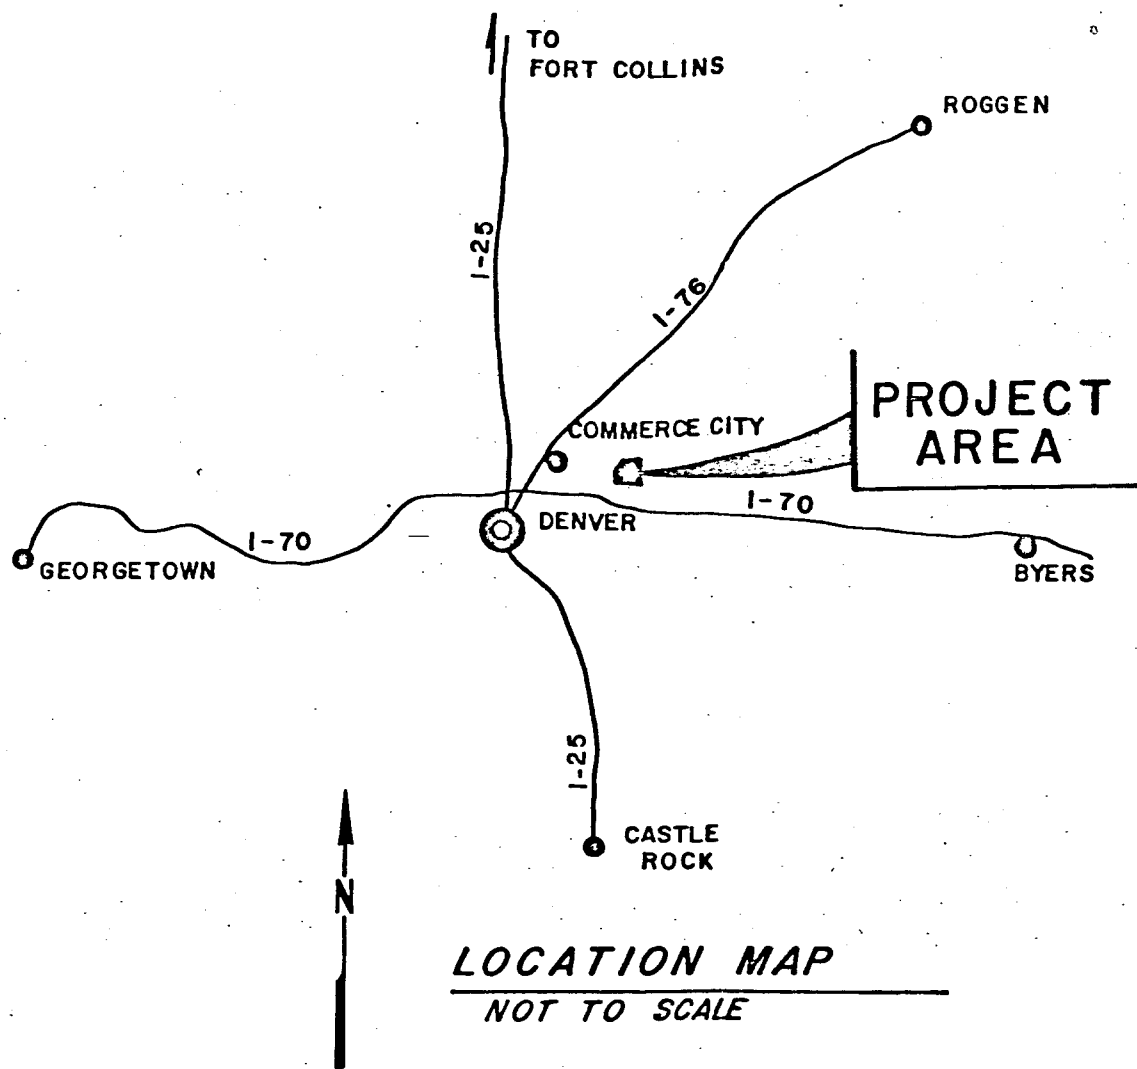 TO
FORT COLLINS
ROGGEN
I-25
I-76
PROJECT
AREA
COMMERCE CITY
I-70
DENVER
I-70
GEORGETOWN
BYERS
I-25
CASTLE
ROCK
N
LOCATION MAP
NOT TO SCALE